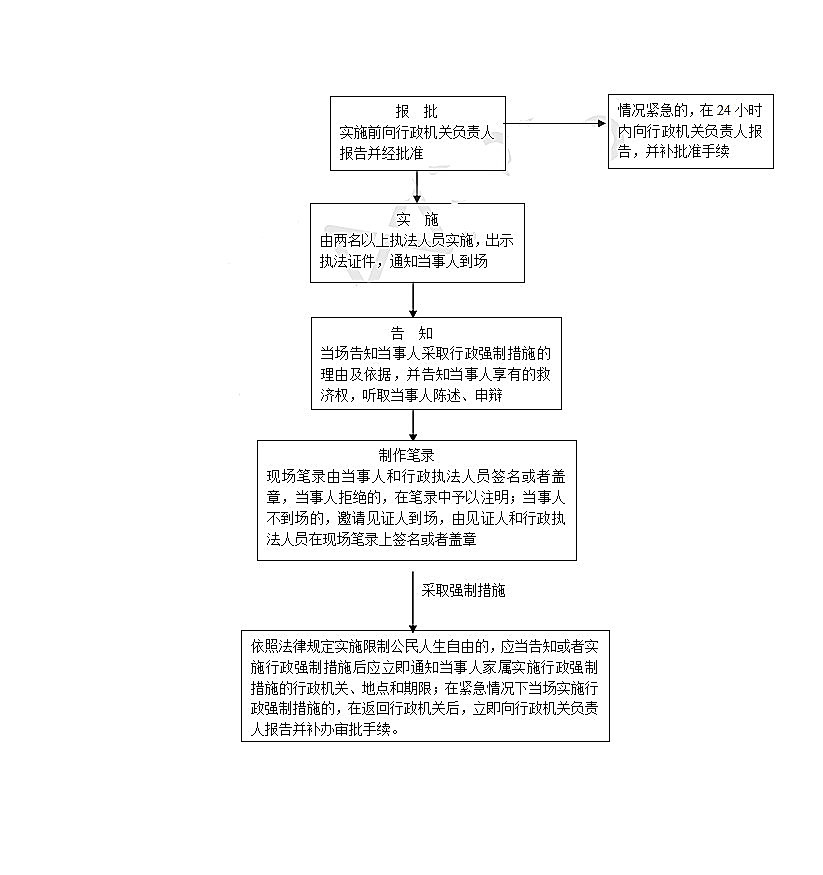 报 批
实施前向行政机关负责人
报告并经批准
情况紧急的，在 24 小时
内向行政机关负责人报
告，并补批准手续
实 施
由两名以上执法人员实施，出示
执法证件，通知当事人到场
告 知
当场告知当事人采取行政强制措施的
理由及依据，并告知当事人享有的救
济权，听取当事人陈述、申辩
制作笔录
现场笔录由当事人和行政执法人员签名或者盖
章，当事人拒绝的，在笔录中予以注明；当事人
不到场的，邀请见证人到场，由见证人和行政执
法人员在现场笔录上签名或者盖章
采取强制措施
依照法律规定实施限制公民人生自由的，应当告知或者实
施行政强制措施后应立即通知当事人家属实施行政强制
措施的行政机关、地点和期限；在紧急情况下当场实施行
政强制措施的，在返回行政机关后，立即向行政机关负责
人报告并补办审批手续。